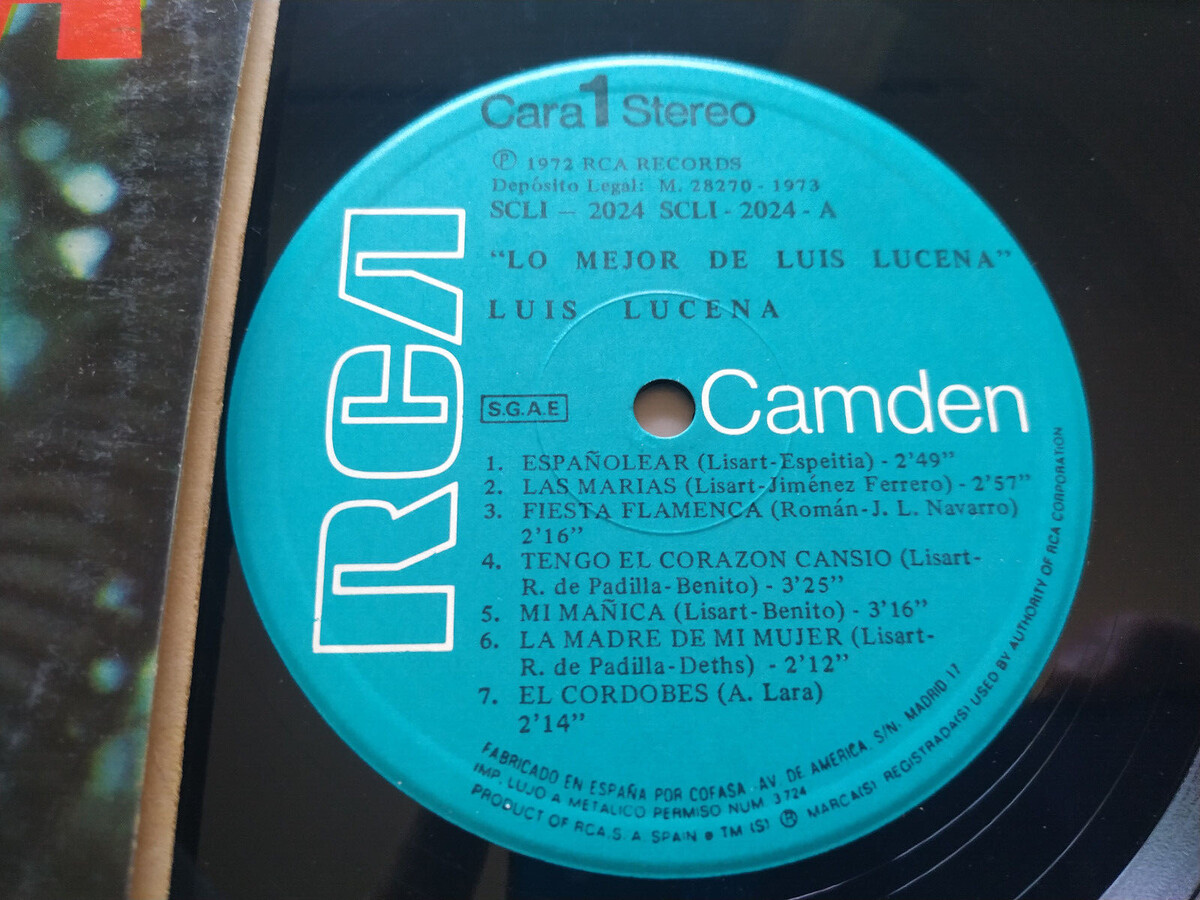 Cara 1 Stereo
℗ 1972 RCA RECORDS
Depósito Legal: M. 28270 - 1973
SCLI - 2024 SCLI - 2024 - A
"LO MEJOR DE LUIS LUCENA"
LUIS LUCENA
RCA
S.G.A.E
Camden
1. ESPAÑOLEAR (Lisart-Espeitia) - 2'49"
2. LAS MARIAS (Lisart-Jiménez Ferrero) - 2'57"
3. FIESTA FLAMENCA (Román-J. L. Navarro)
2'16"
4. TENGO EL CORAZON CANSIO (Lisart-
R. de Padilla-Benito) - 3'25"
5. MI MAÑICA (Lisart-Benito) - 3'16"
6. LA MADRE DE MI MUJER (Lisart-
R. de Padilla-Deths) - 2'12"
7. EL CORDOBES (A. Lara)
2'14"
FABRICADO EN ESPAÑA POR COFASA. AV. DE AMERICA, S/N. MADRID 17
IMP. LUJO A METALICO PERMISO NUM. 3.724
PRODUCT OF RCA, S. A. SPAIN ● TM (S) ® MARCA(S) REGISTRADA(S) USED BY AUTHORITY OF RCA CORPORATION